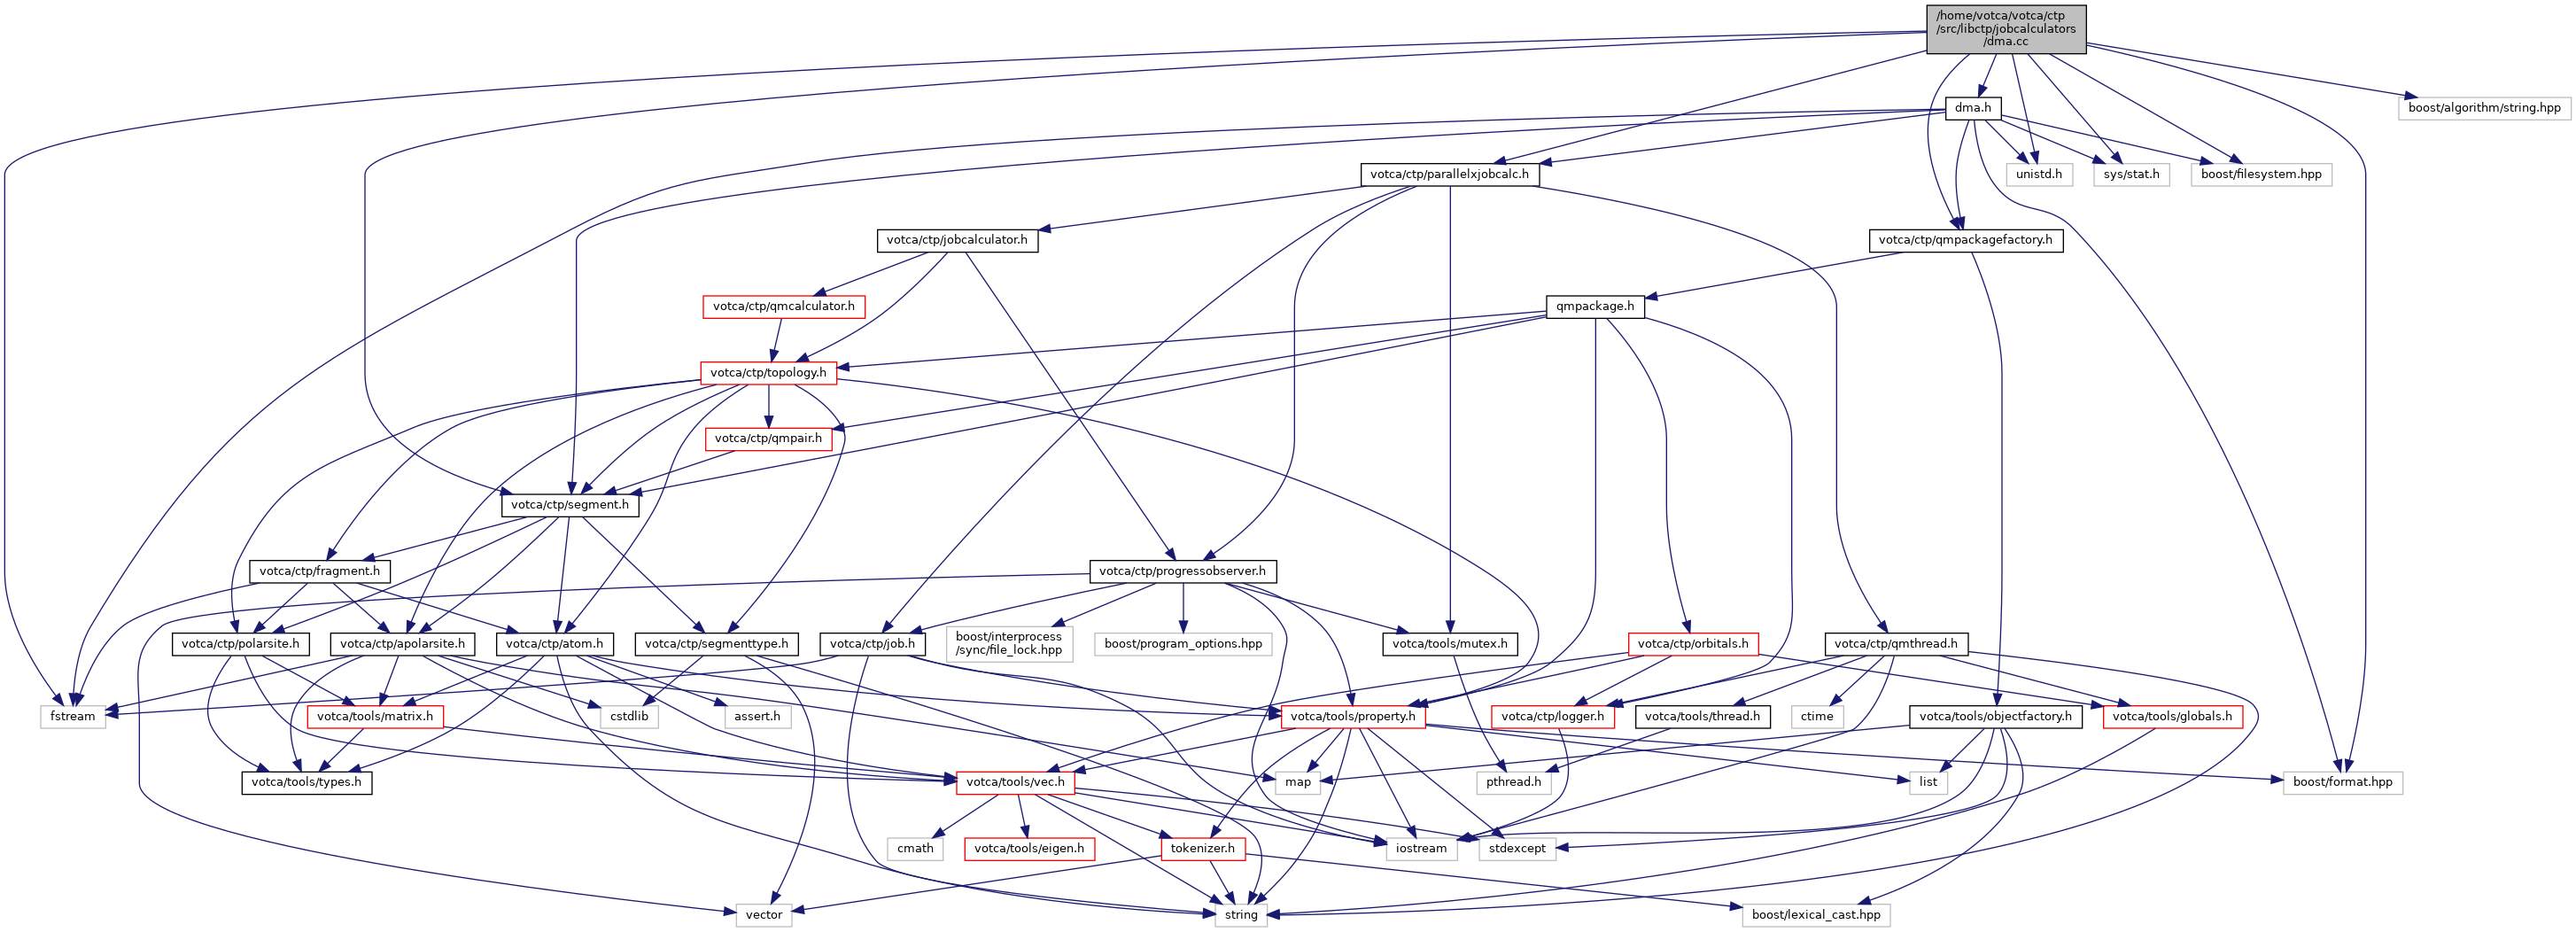 /home/votca/votca/ctp
/src/libctp/jobcalculators
/dma.cc
dma.h
boost/algorithm/string.hpp
votca/ctp/parallelxjobcalc.h
unistd.h
sys/stat.h
boost/filesystem.hpp
votca/ctp/jobcalculator.h
votca/ctp/qmpackagefactory.h
votca/ctp/qmcalculator.h
qmpackage.h
votca/ctp/topology.h
votca/ctp/qmpair.h
votca/ctp/segment.h
votca/ctp/fragment.h
votca/ctp/progressobserver.h
votca/ctp/polarsite.h
votca/ctp/apolarsite.h
votca/ctp/atom.h
votca/ctp/segmenttype.h
votca/ctp/job.h
boost/interprocess
/sync/file_lock.hpp
boost/program_options.hpp
votca/tools/mutex.h
votca/ctp/orbitals.h
votca/ctp/qmthread.h
fstream
votca/tools/matrix.h
cstdlib
assert.h
votca/tools/property.h
votca/ctp/logger.h
votca/tools/thread.h
ctime
votca/tools/objectfactory.h
votca/tools/globals.h
votca/tools/types.h
votca/tools/vec.h
map
pthread.h
list
boost/format.hpp
cmath
votca/tools/eigen.h
tokenizer.h
iostream
stdexcept
vector
string
boost/lexical_cast.hpp